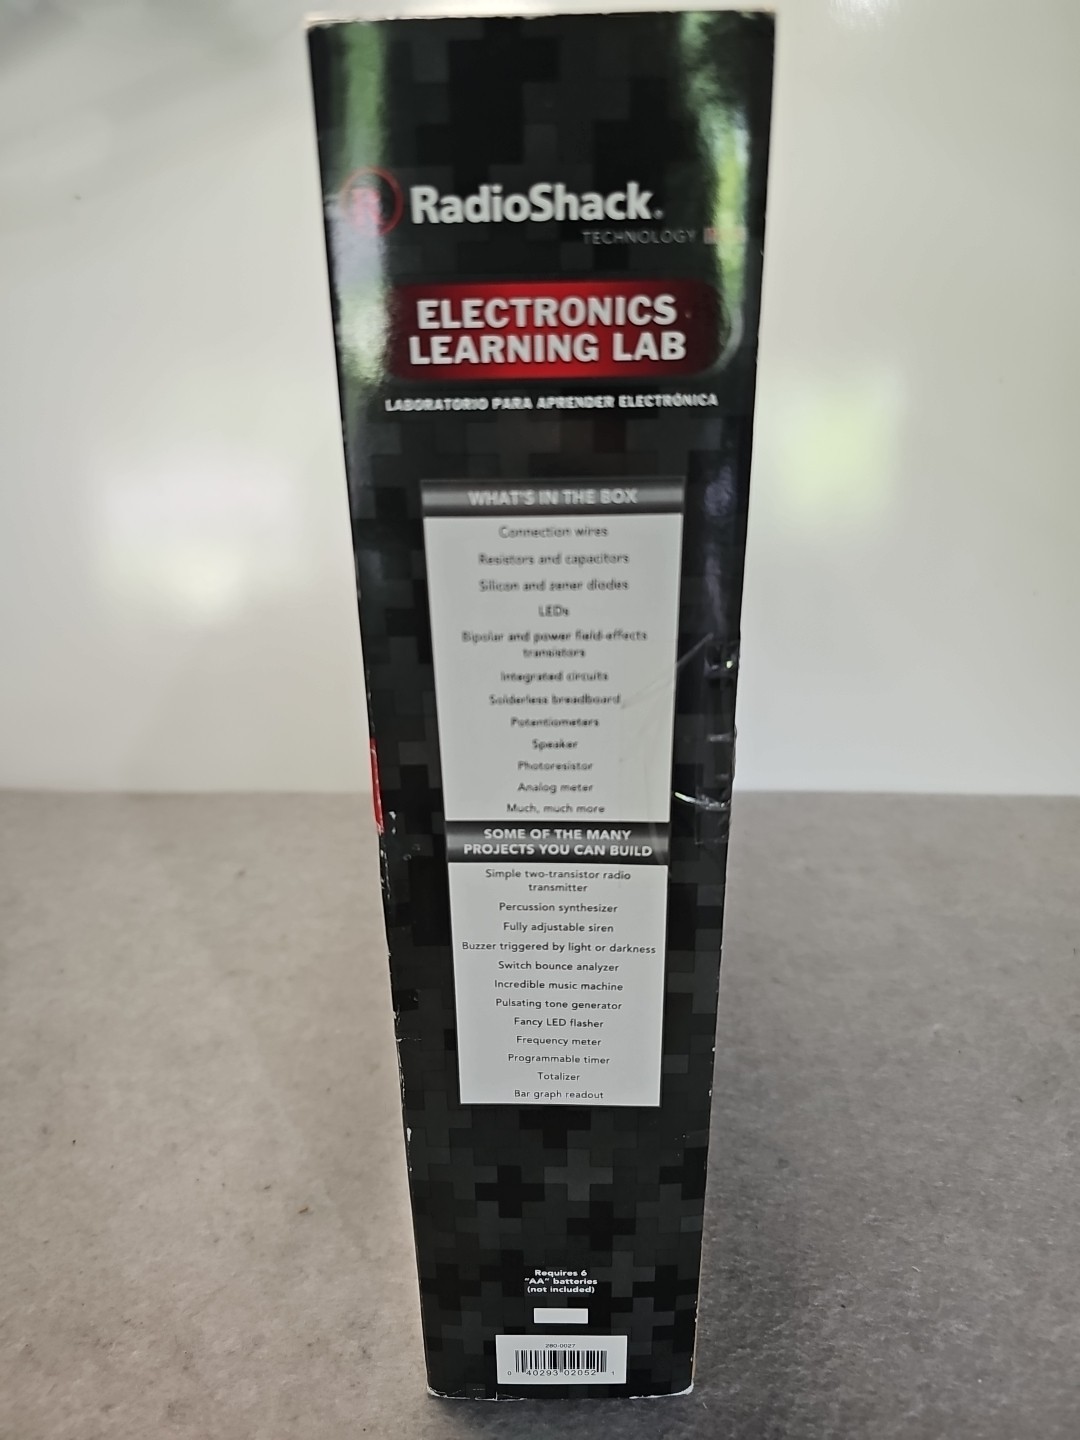 R RadioShack.
TECHNOLOGY
ELECTRONICS
LEARNING LAB
LABORATORIO PARA APRENDER ELECTRÓNICA
WHAT'S IN THE BOX
Connection wires
Resistors and capacitors
Silicon and zener diodes
LEDs
Bipolar and power field-effects
transistors
Integrated circuits
Solderless breadboard
Potentiometers
Speaker
Photoresistor
Analog meter
Much, much more
SOME OF THE MANY
PROJECTS YOU CAN BUILD
Simple two-transistor radio
transmitter
Percussion synthesizer
Fully adjustable siren
Buzzer triggered by light or darkness
Switch bounce analyzer
Incredible music machine
Pulsating tone generator
Fancy LED flasher
Frequency meter
Programmable timer
Totalizer
Bar graph readout
Requires 6
"AA" batteries
(not included)
280-0027
0 40293 02052 1